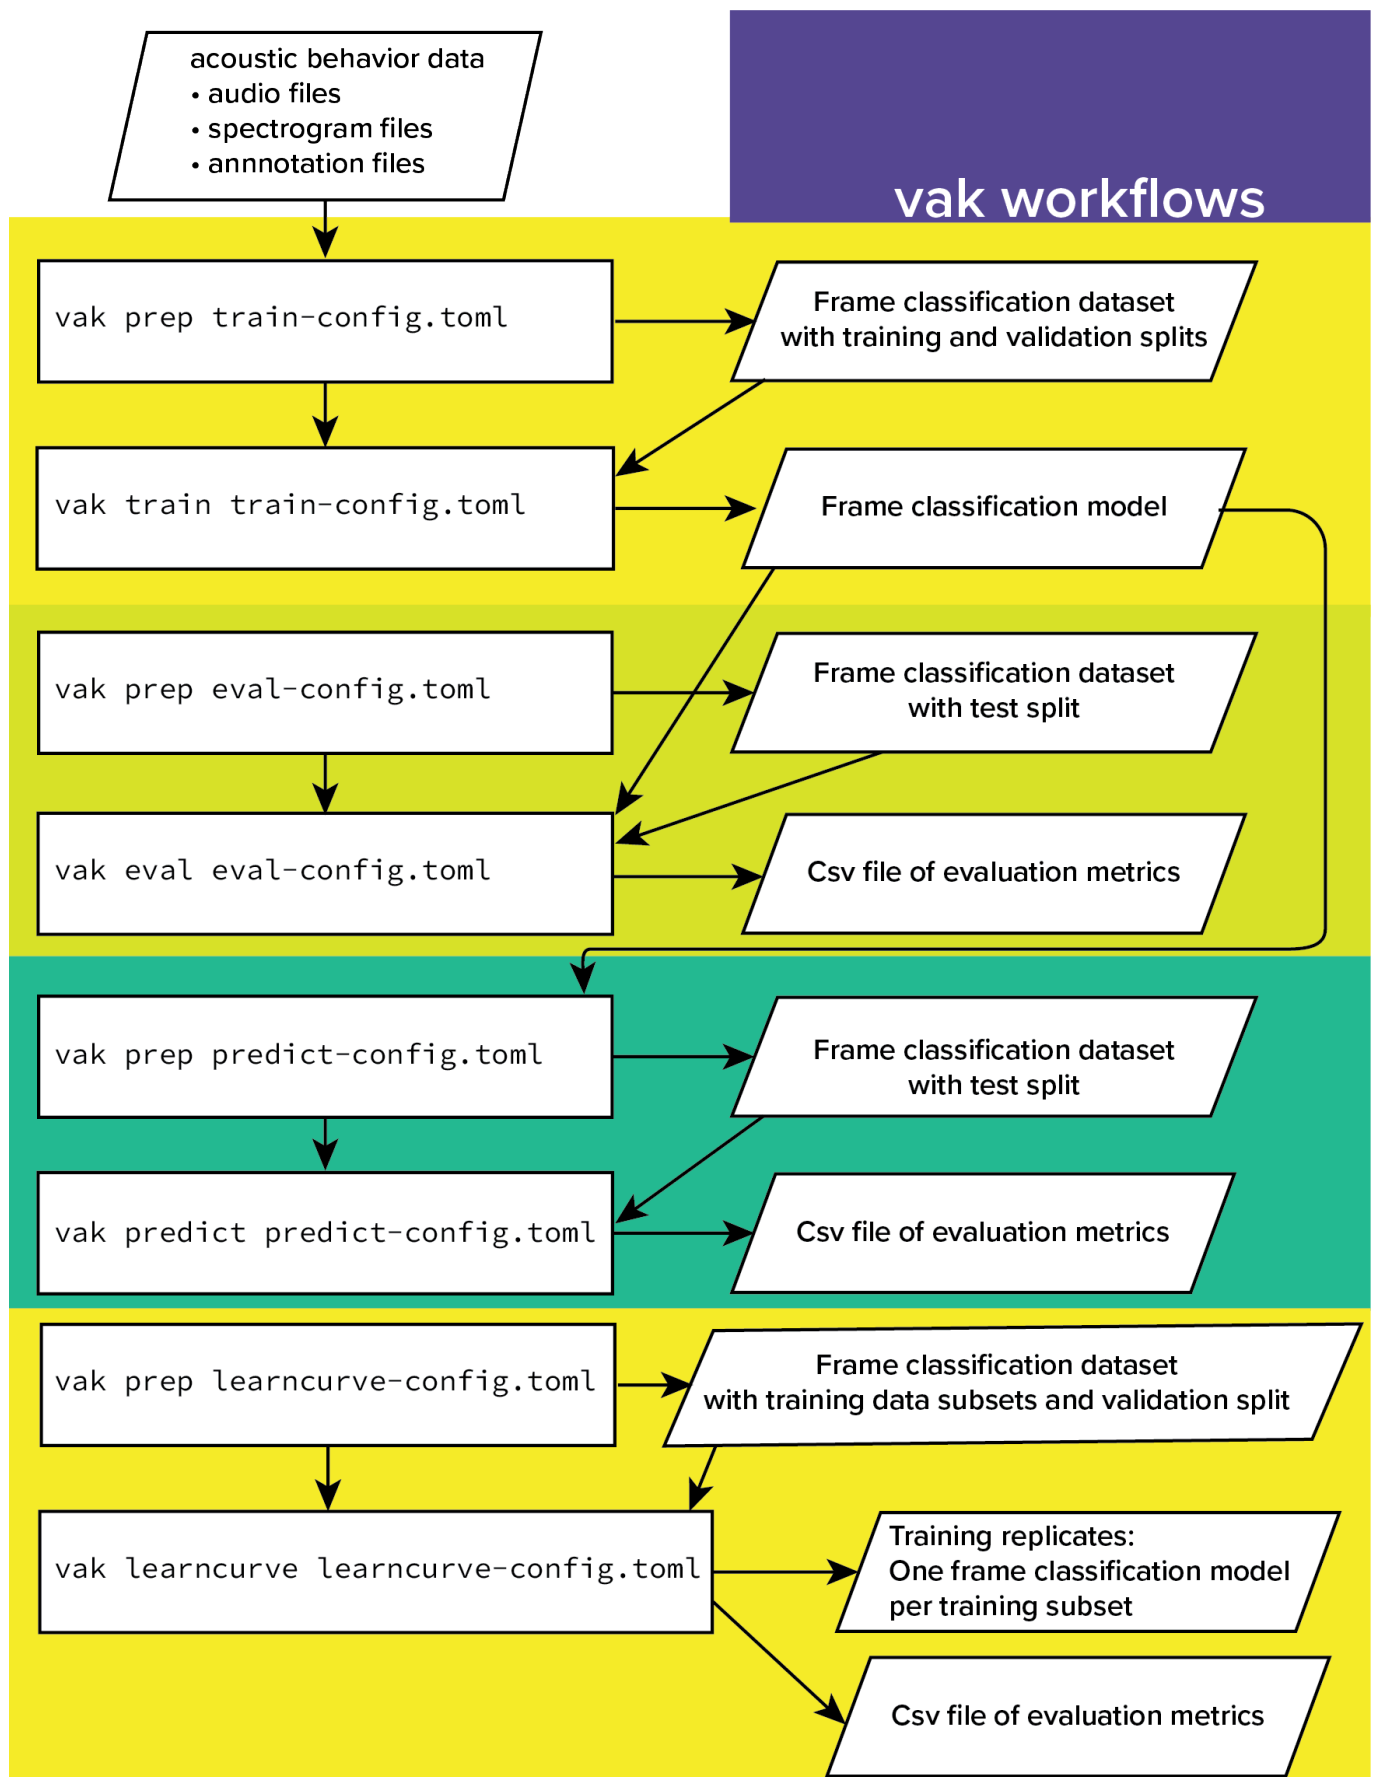 acoustic behavior data
• audio files
• spectrogram files
• annnotation files
vak workflows
vak prep train-config.toml
Frame classification dataset
with training and validation splits
vak train train-config.toml
Frame classification model
vak prep eval-config.toml
Frame classification dataset
with test split
vak eval eval-config.toml
Csv file of evaluation metrics
vak prep predict-config.toml
Frame classification dataset
with test split
vak predict predict-config.toml
Csv file of evaluation metrics
vak prep learncurve-config.toml
Frame classification dataset
with training data subsets and validation split
vak learncurve learncurve-config.toml
Training replicates:
One frame classification model
per training subset
Csv file of evaluation metrics